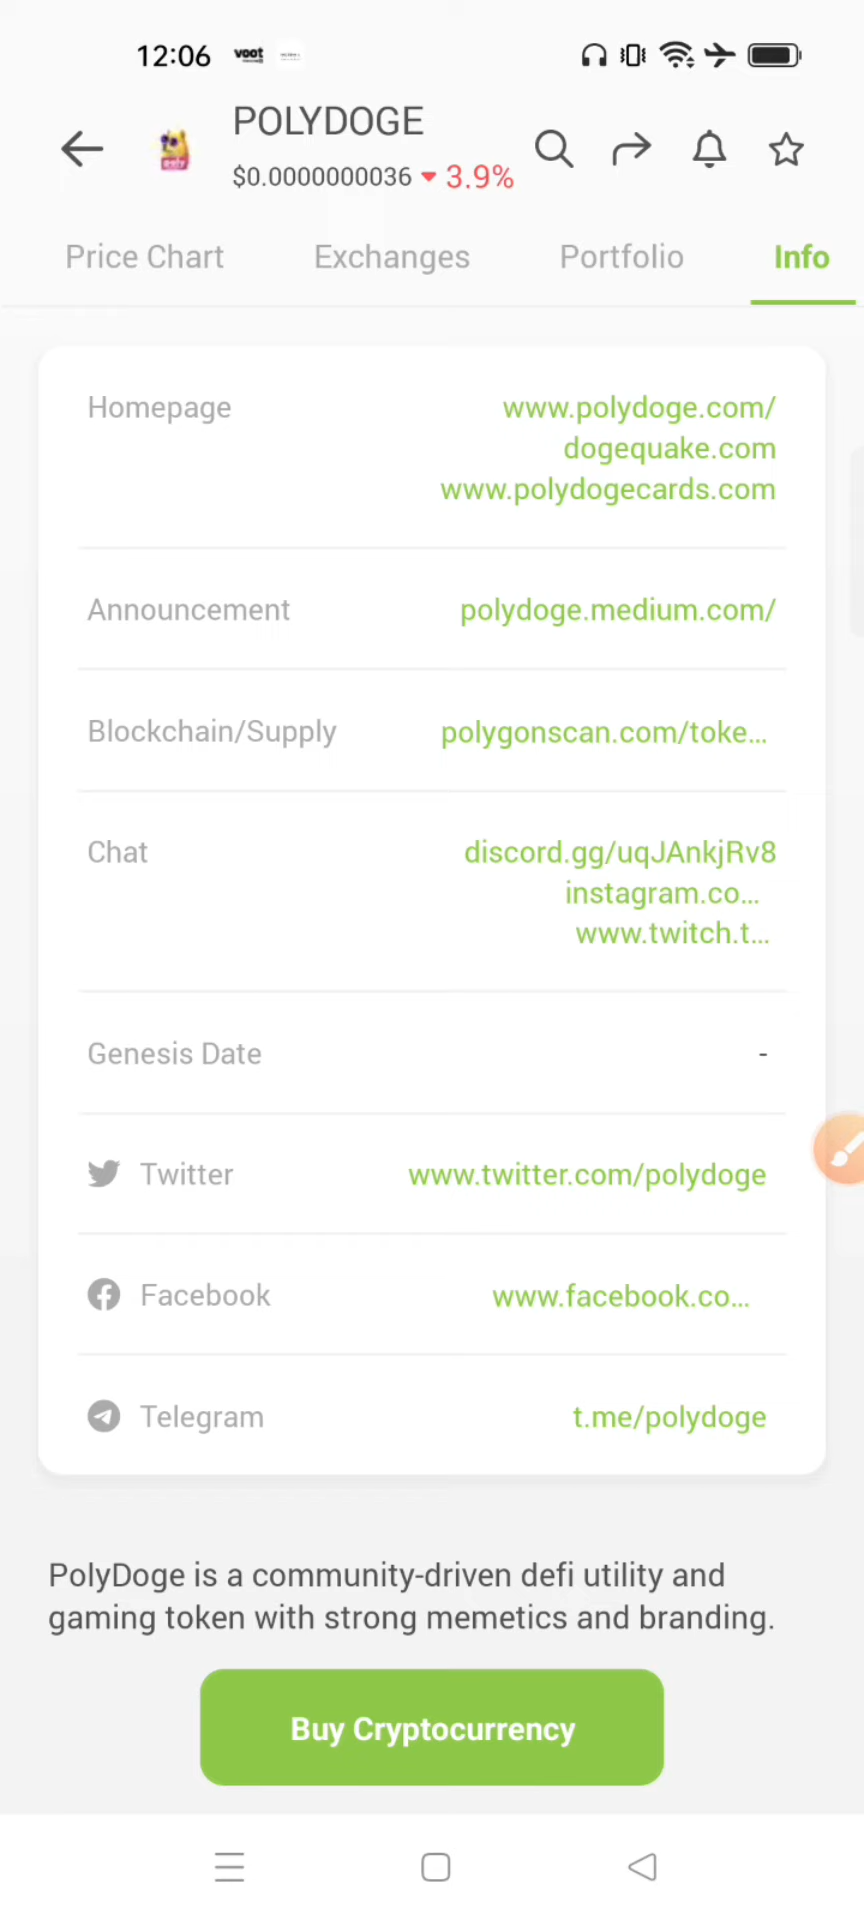 12:06 voot
POLYDOGE
$0.0000000036 3.9%
Price Chart Exchanges Portfolio Info
Homepage www.polydoge.com/
dogequake.com
www.polydogecards.com
Announcement polydoge.medium.com/
Blockchain/Supply polygonscan.com/toke...
Chat discord.gg/uqJAnkjRv8
instagram.co...
www.twitch.t...
Genesis Date -
Twitter www.twitter.com/polydoge
Facebook www.facebook.co...
Telegram t.me/polydoge
PolyDoge is a community-driven defi utility and
gaming token with strong memetics and branding.
Buy Cryptocurrency